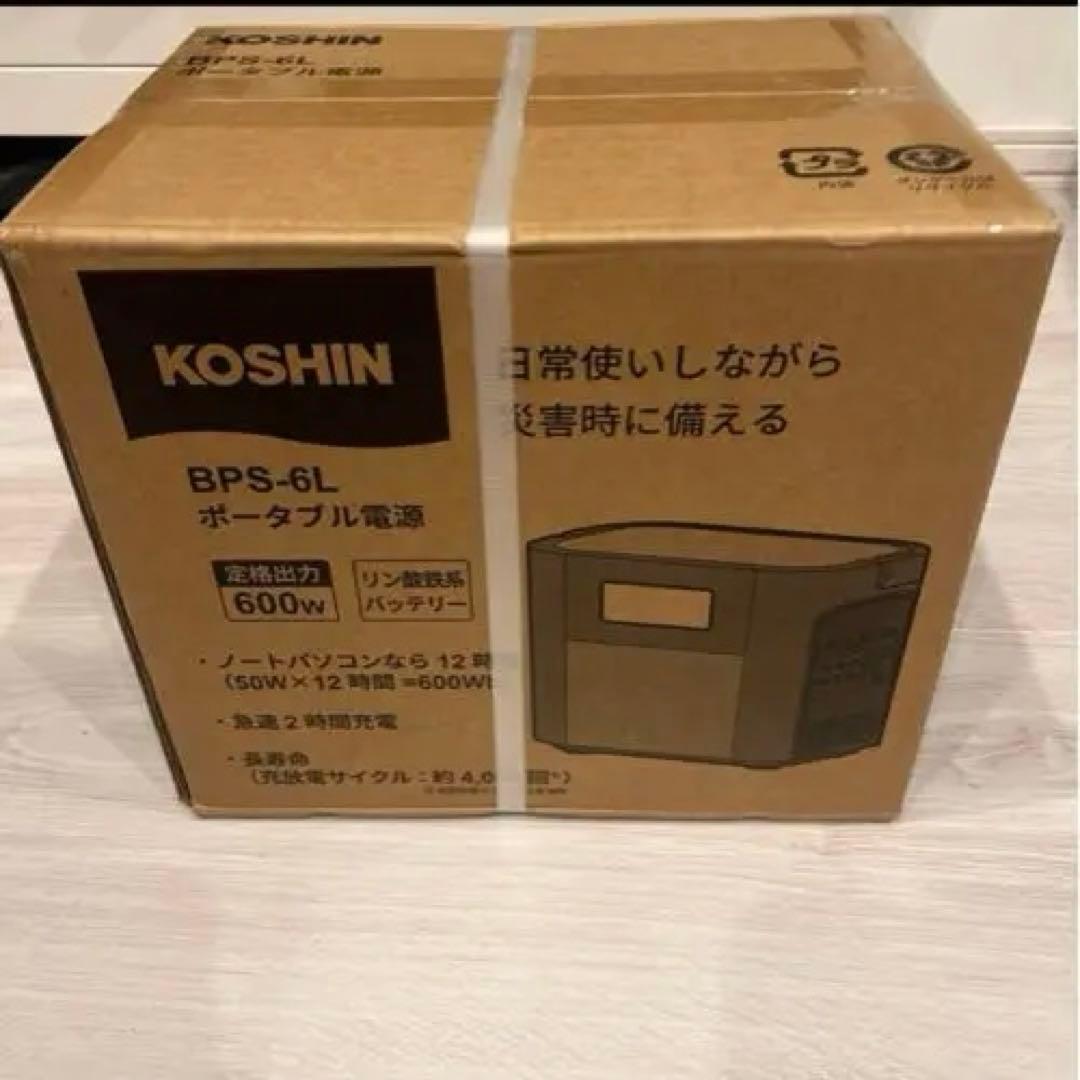 KOSHIN
BPS-6L
ポータブル電源
KOSHIN
日常使いしながら
災害時に備える
BPS-6L
ポータブル電源
定格出力
600W
リン酸鉄系
バッテリー
・ノートパソコンなら12時
(50W×12時間=600W
・急速2時間充電
・長寿命
(充放電サイクル:約4,0 回*)